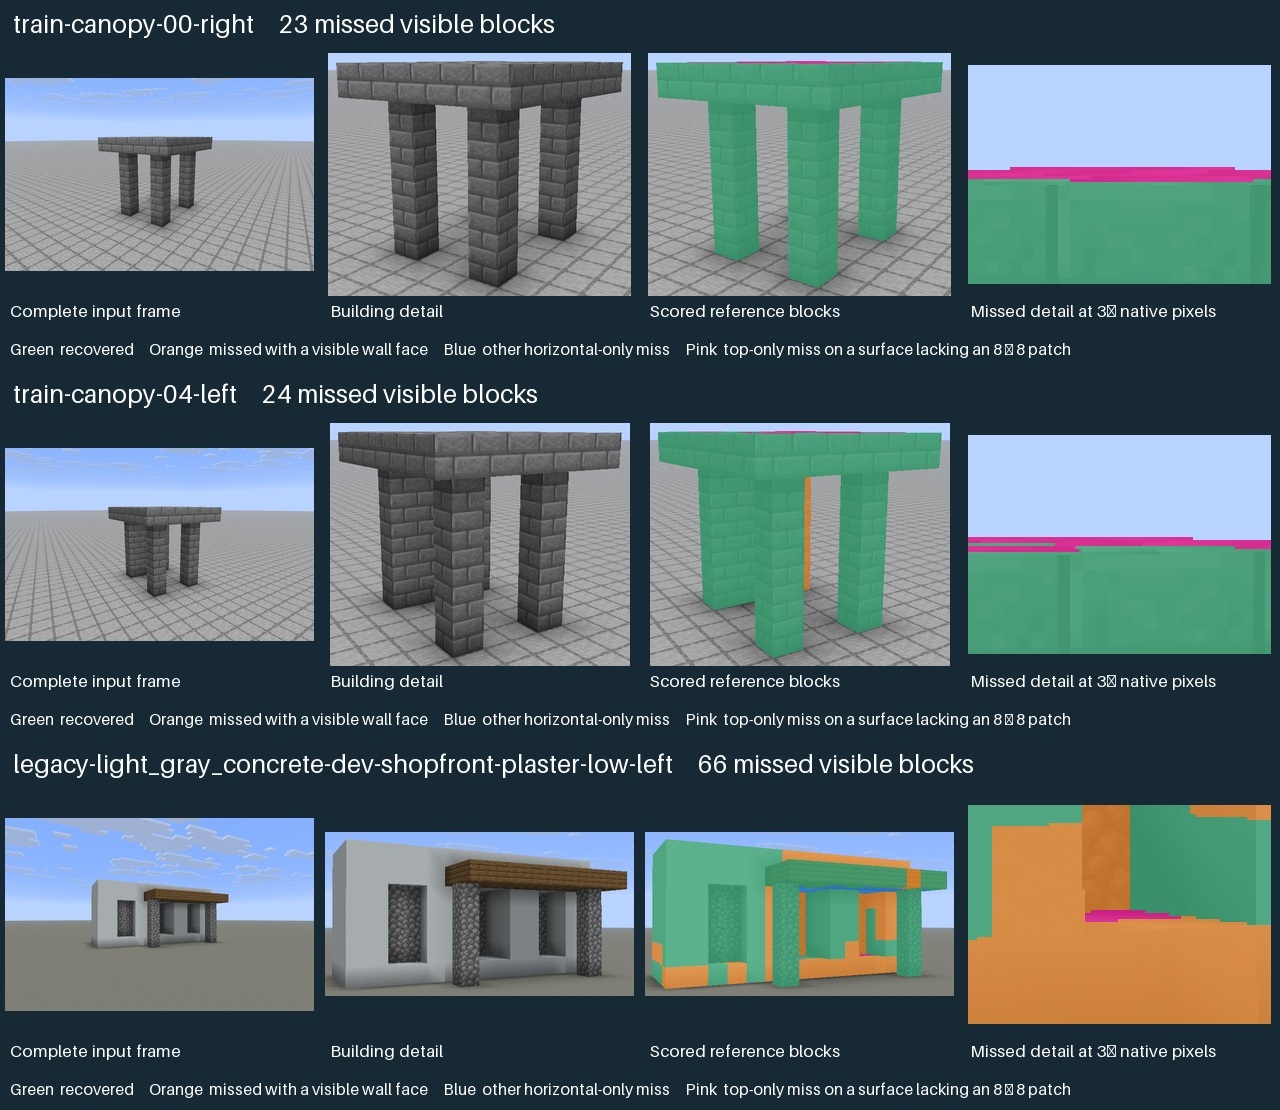 train-canopy-00-right 23 missed visible blocks
Complete input frame
Building detail
Scored reference blocks
Missed detail at 3□ native pixels
Green recovered Orange missed with a visible wall face Blue other horizontal-only miss Pink top-only miss on a surface lacking an 8□8 patch
train-canopy-04-left 24 missed visible blocks
Complete input frame
Building detail
Scored reference blocks
Missed detail at 3□ native pixels
Green recovered Orange missed with a visible wall face Blue other horizontal-only miss Pink top-only miss on a surface lacking an 8□8 patch
legacy-light_gray_concrete-dev-shopfront-plaster-low-left 66 missed visible blocks
Complete input frame
Building detail
Scored reference blocks
Missed detail at 3□ native pixels
Green recovered Orange missed with a visible wall face Blue other horizontal-only miss Pink top-only miss on a surface lacking an 8□8 patch